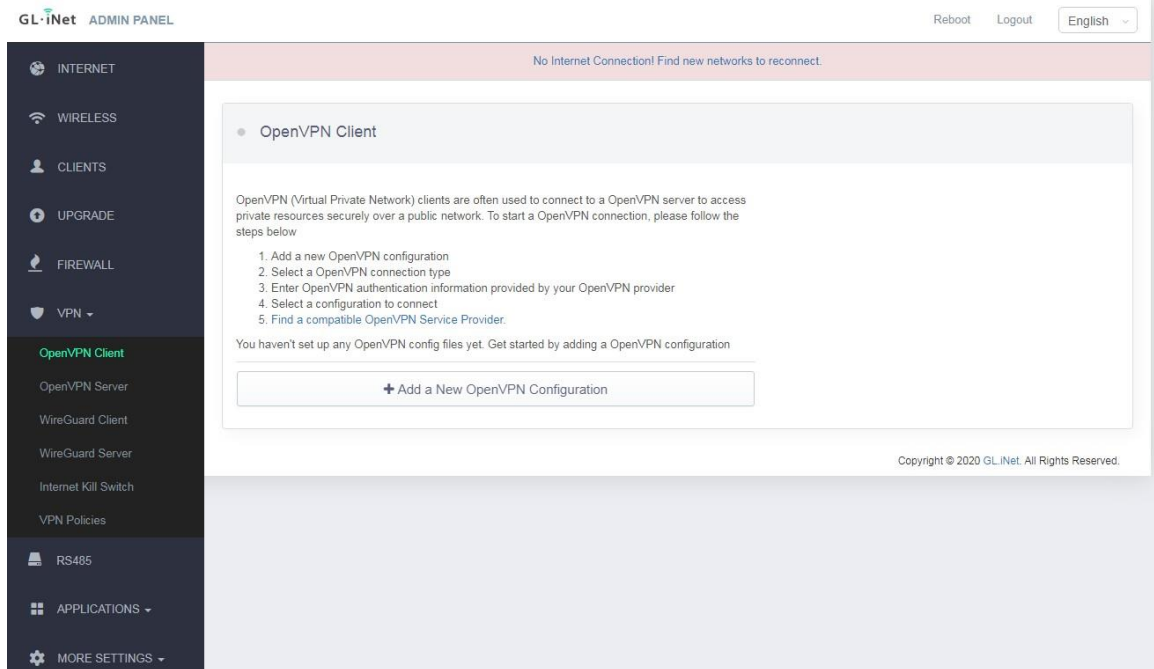 GL·iNet ADMIN PANEL
Reboot Logout English
INTERNET
WIRELESS
CLIENTS
UPGRADE
FIREWALL
VPN
OpenVPN Client
OpenVPN Server
WireGuard Client
WireGuard Server
Internet Kill Switch
VPN Policies
RS485
APPLICATIONS
MORE SETTINGS
No Internet Connection! Find new networks to reconnect.
OpenVPN Client
OpenVPN (Virtual Private Network) clients are often used to connect to a OpenVPN server to access
private resources securely over a public network. To start a OpenVPN connection, please follow the
steps below
1. Add a new OpenVPN configuration
2. Select a OpenVPN connection type
3. Enter OpenVPN authentication information provided by your OpenVPN provider
4. Select a configuration to connect
5. Find a compatible OpenVPN Service Provider.
You haven't set up any OpenVPN config files yet. Get started by adding a OpenVPN configuration
+ Add a New OpenVPN Configuration
Copyright © 2020 GL.iNet. All Rights Reserved.